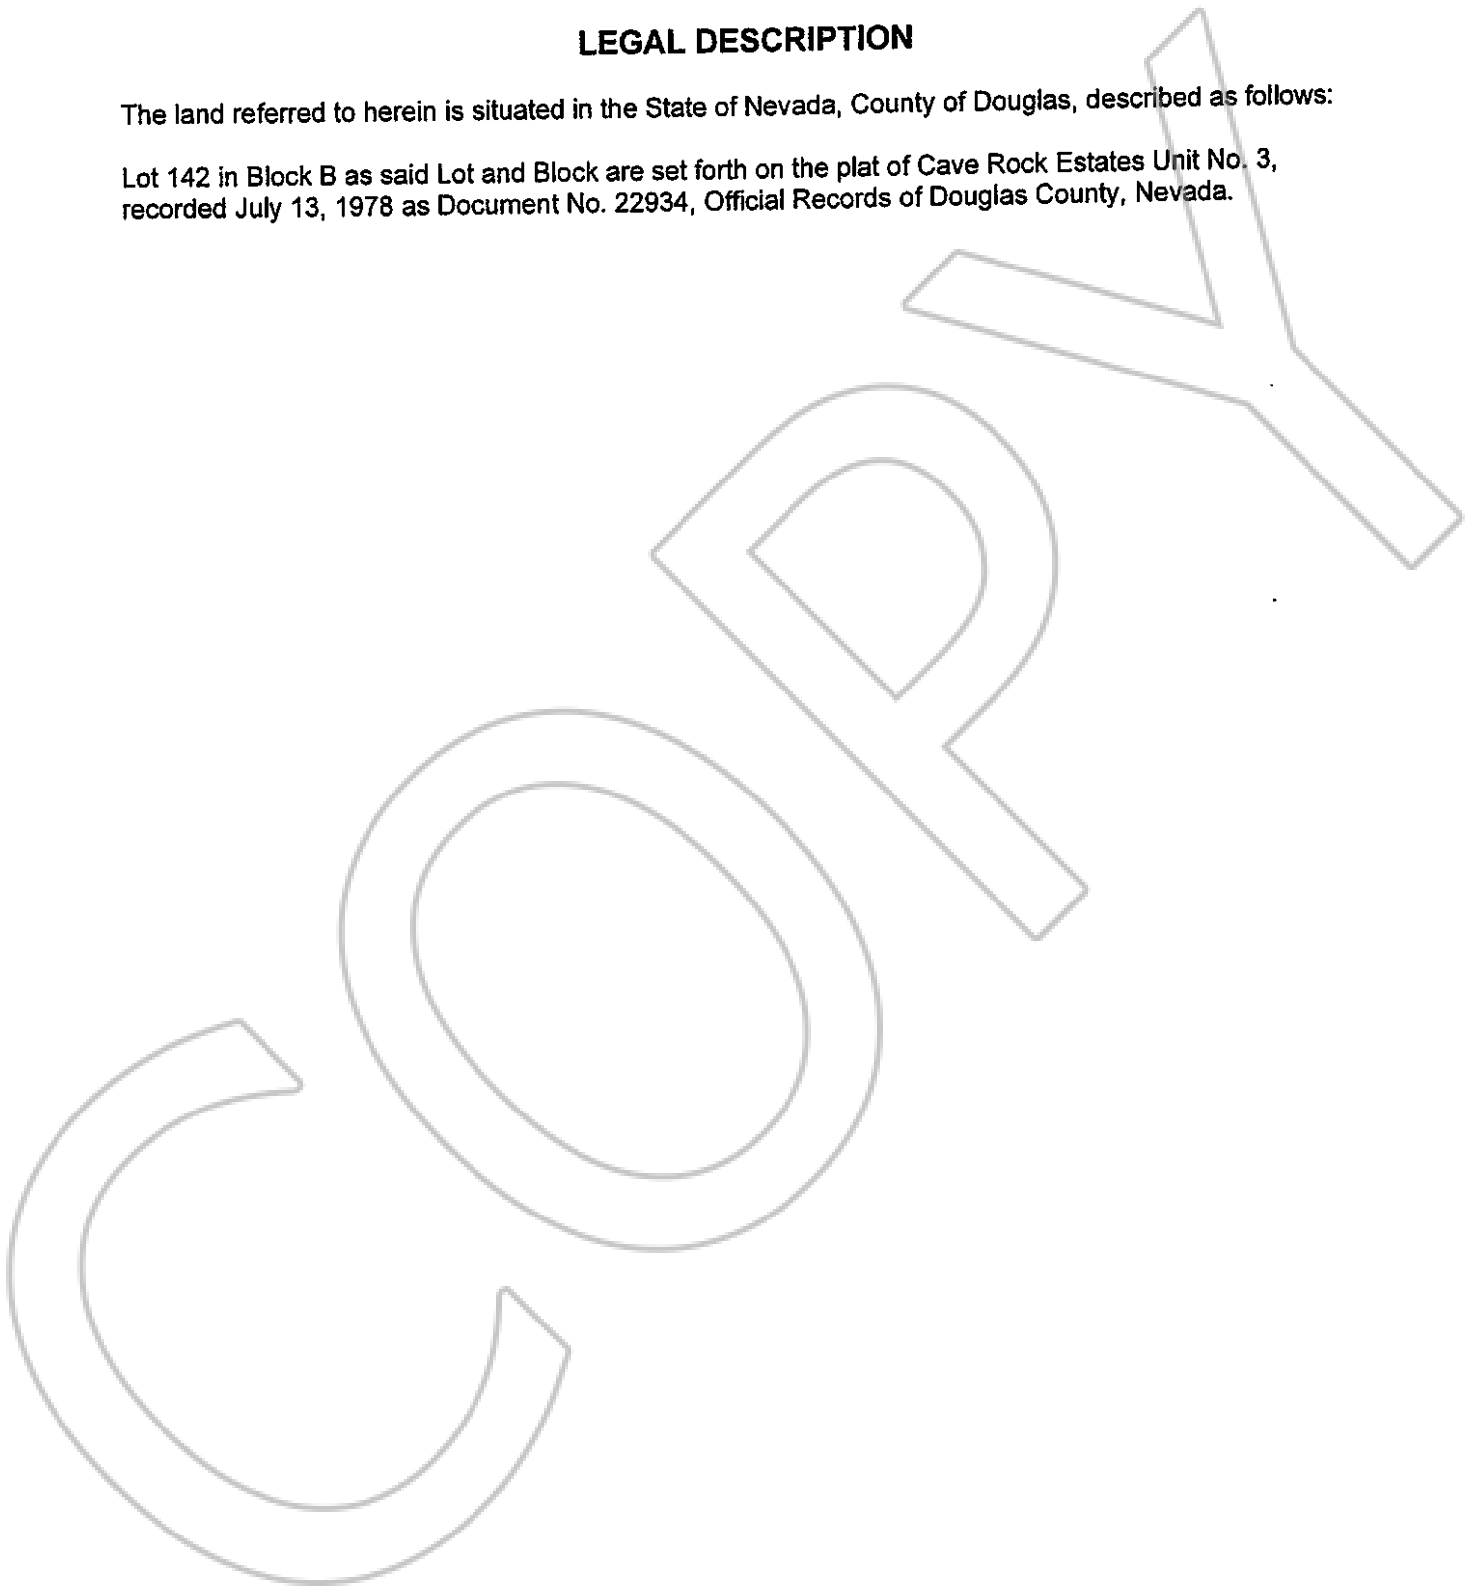 LEGAL DESCRIPTION
The land referred to herein is situated in the State of Nevada, County of Douglas, described as follows:
Lot 142 in Block B as said Lot and Block are set forth on the plat of Cave Rock Estates Unit No. 3,
recorded July 13, 1978 as Document No. 22934, Official Records of Douglas County, Nevada.
COPY